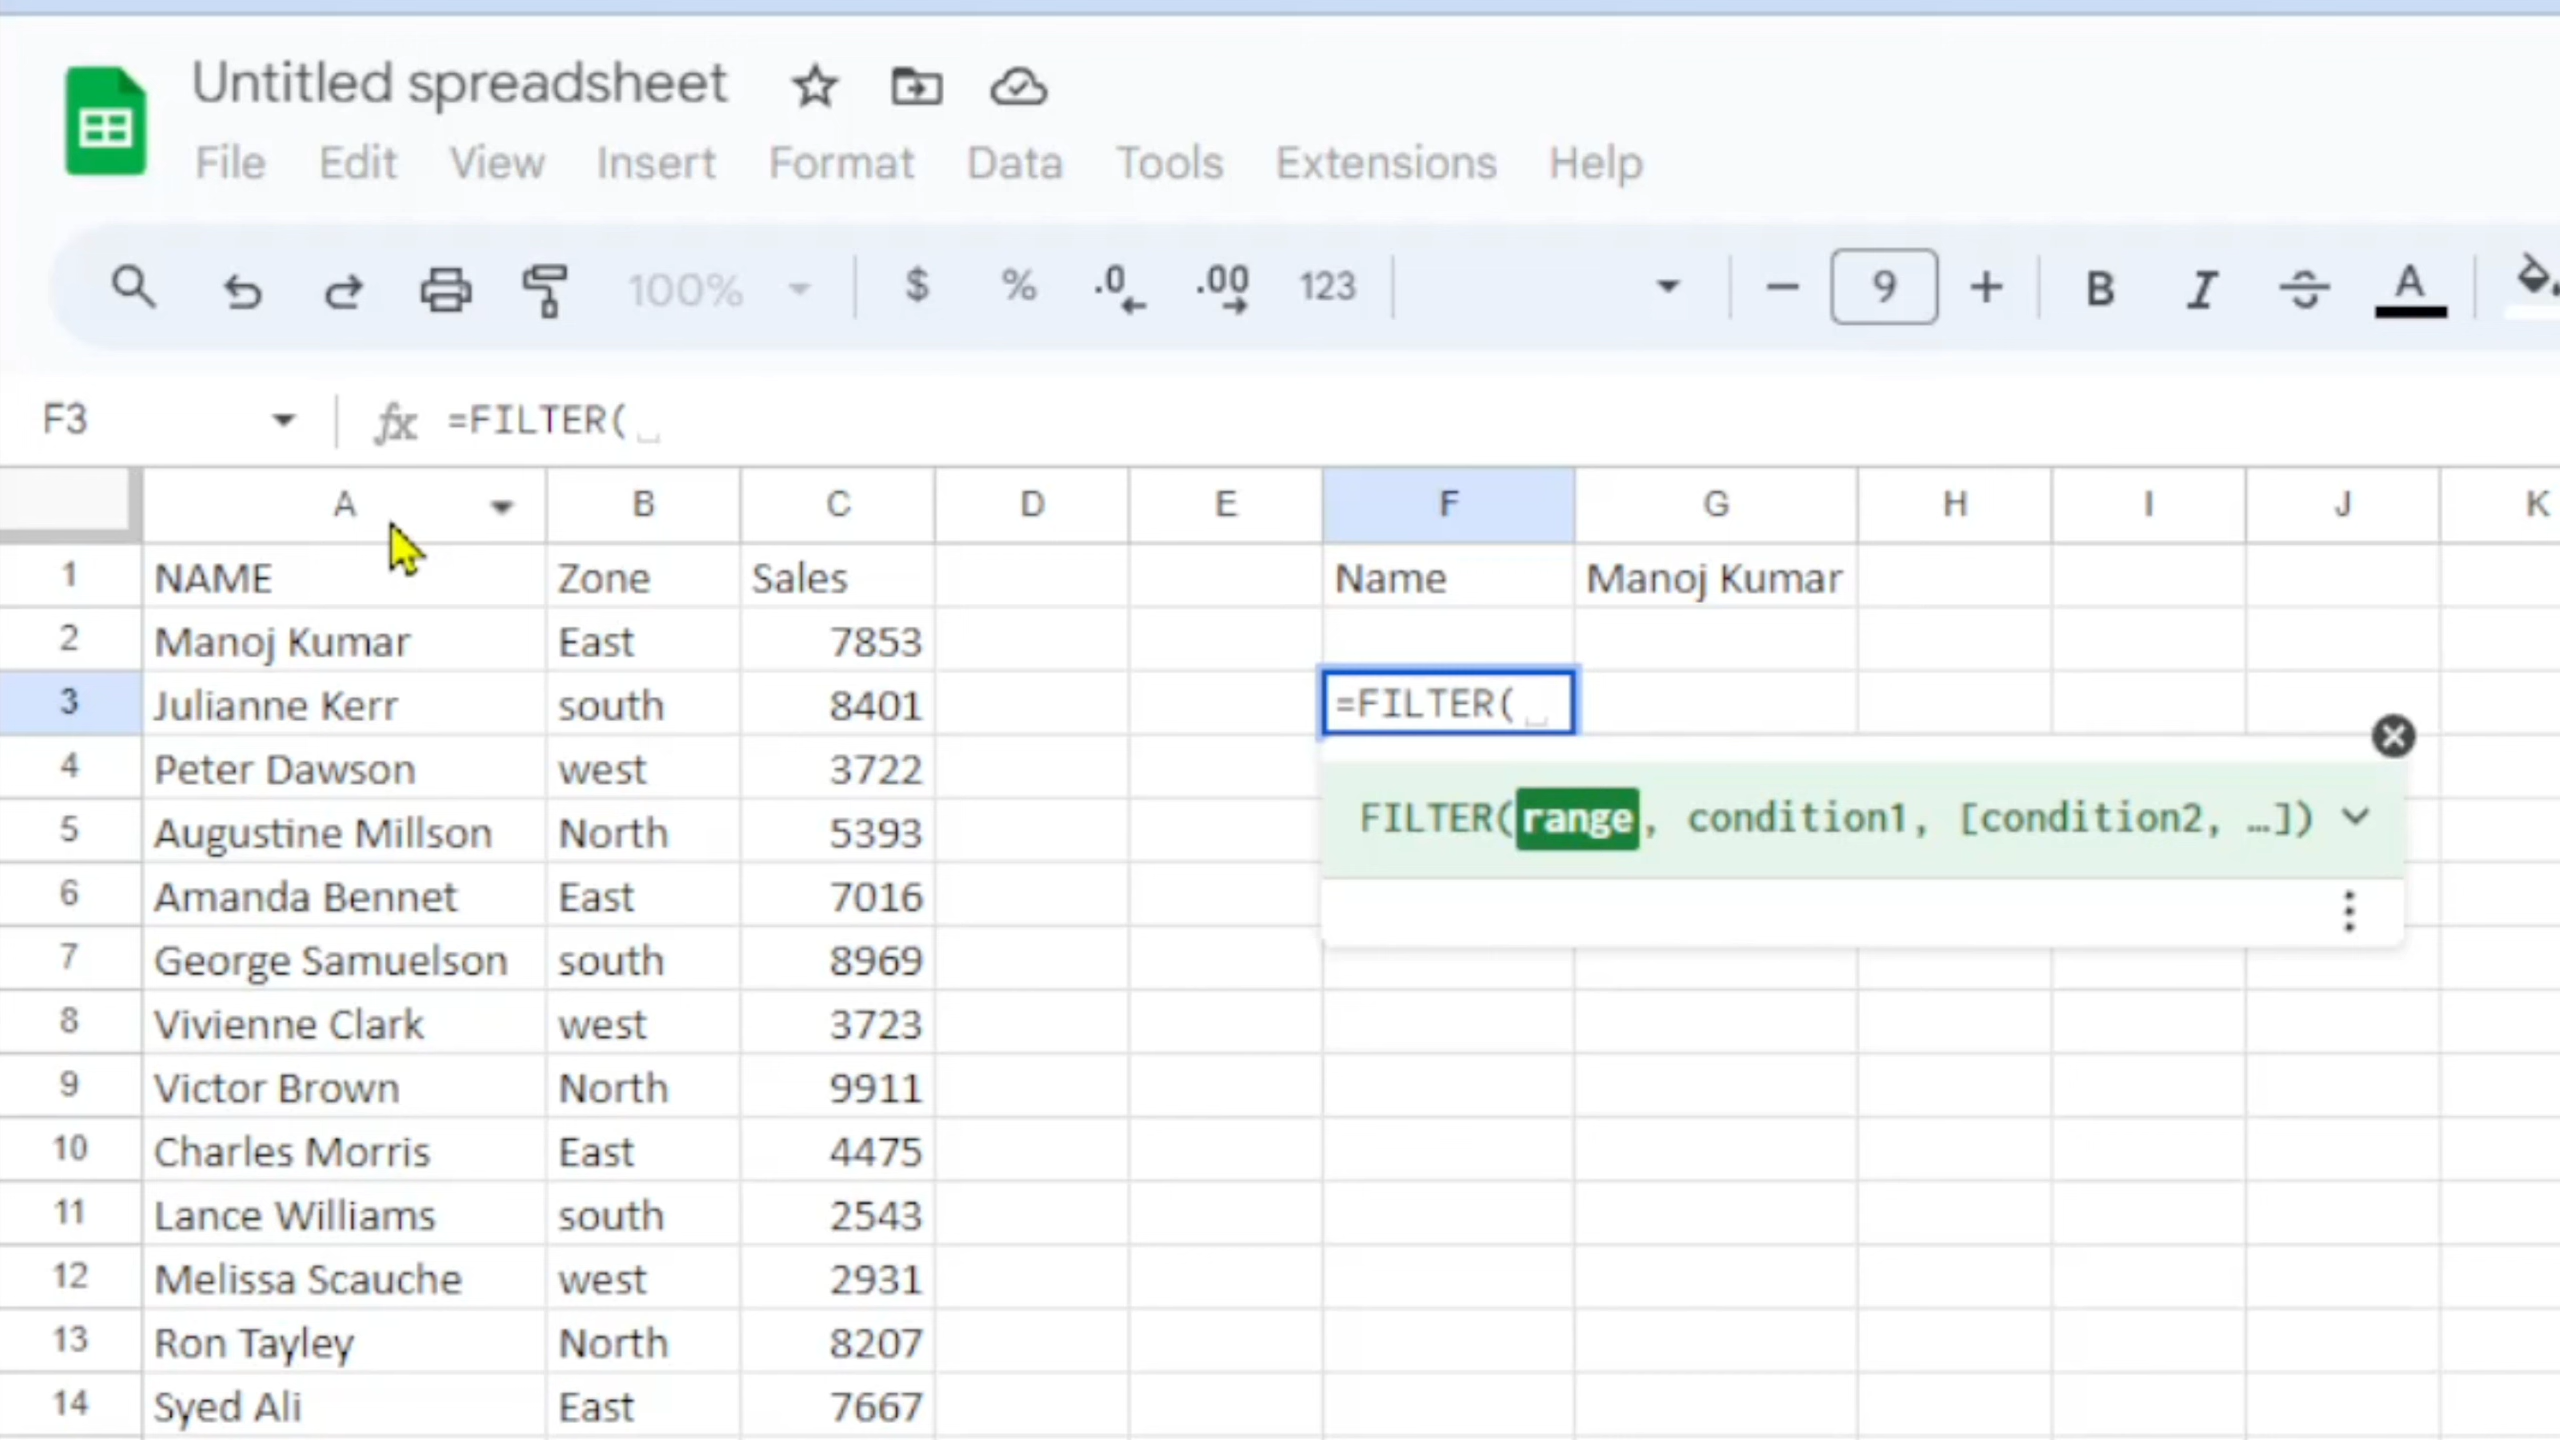 Untitled spreadsheet
File Edit View Insert Format Data Tools Extensions Help
100% $ % .0 .00 123 9 B I A
F3 fx =FILTER(
A B C D E F G H I J K
1 NAME Zone Sales Name Manoj Kumar
2 Manoj Kumar East 7853
3 Julianne Kerr south 8401 =FILTER(
4 Peter Dawson west 3722
FILTER(range, condition1, [condition2, …])
5 Augustine Millson North 5393
6 Amanda Bennet East 7016
7 George Samuelson south 8969
8 Vivienne Clark west 3723
9 Victor Brown North 9911
10 Charles Morris East 4475
11 Lance Williams south 2543
12 Melissa Scauche west 2931
13 Ron Tayley North 8207
14 Syed Ali East 7667